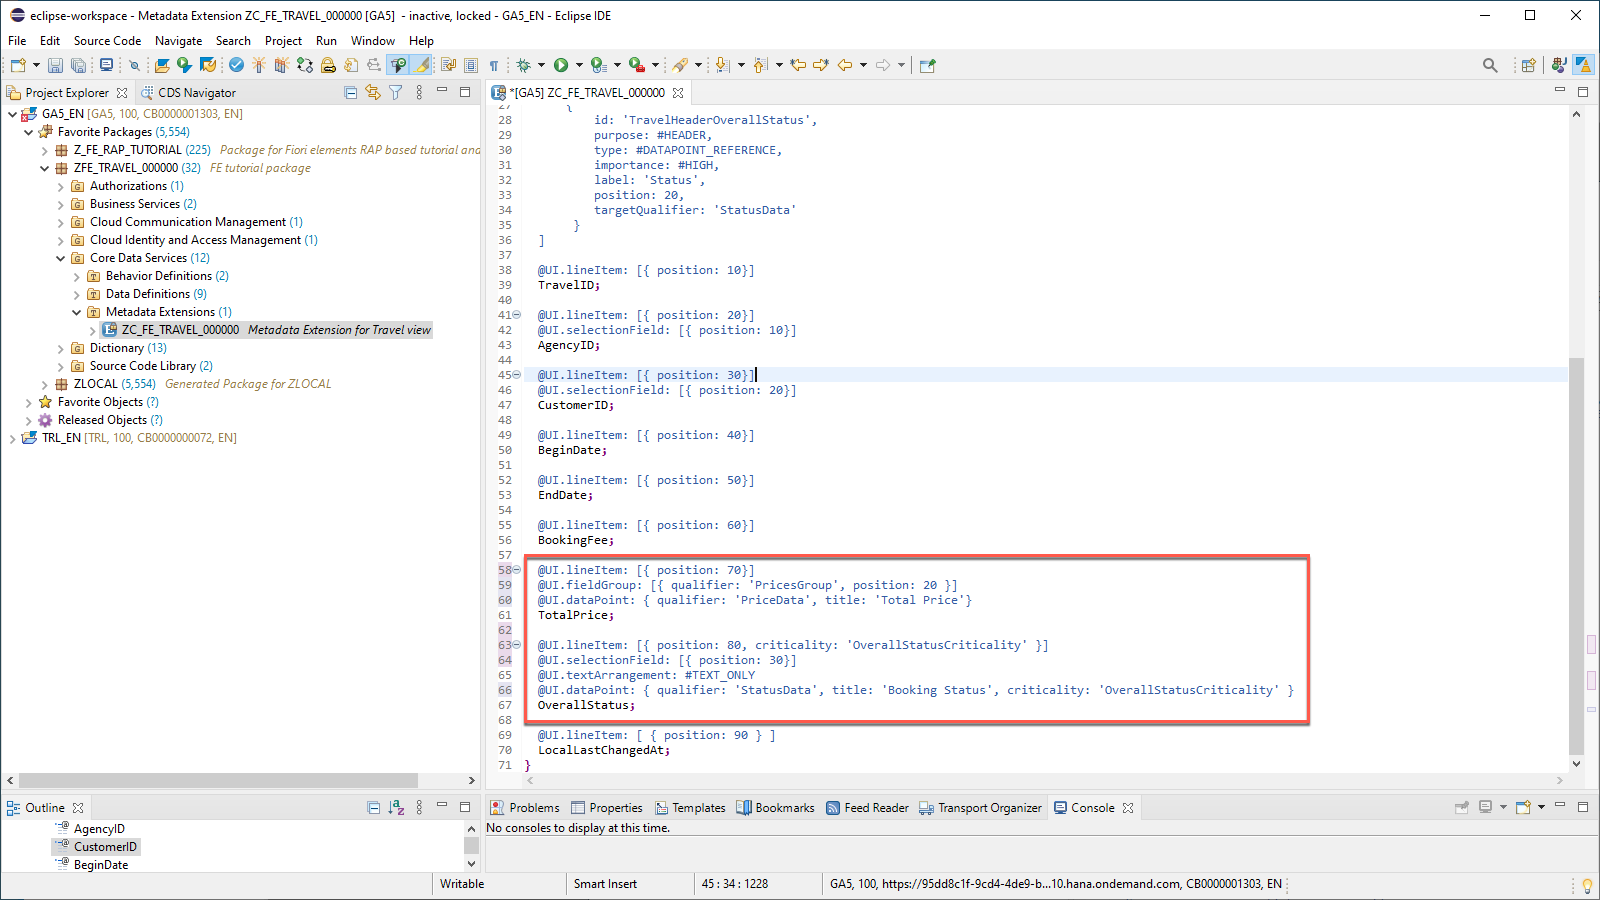 eclipse-workspace - Metadata Extension ZC_FE_TRAVEL_000000 [GA5]  - inactive, locked - GA5_EN - Eclipse IDE
File Edit Source Code Navigate Search Project Run Window Help
Project Explorer
CDS Navigator
GA5_EN [GA5, 100, CB0000001303, EN]
Favorite Packages (5,554)
Z_FE_RAP_TUTORIAL (225) Package for Fiori elements RAP based tutorial and
ZFE_TRAVEL_000000 (32) FE tutorial package
Authorizations (1)
Business Services (2)
Cloud Communication Management (1)
Cloud Identity and Access Management (1)
Core Data Services (12)
Behavior Definitions (2)
Data Definitions (9)
Metadata Extensions (1)
ZC_FE_TRAVEL_000000 Metadata Extension for Travel view
Dictionary (13)
Source Code Library (2)
ZLOCAL (5,554) Generated Package for ZLOCAL
Favorite Objects (?)
Released Objects (?)
TRL_EN [TRL, 100, CB0000000072, EN]
*[GA5] ZC_FE_TRAVEL_000000
27 {
28 id: 'TravelHeaderOverallStatus',
29 purpose: #HEADER,
30 type: #DATAPOINT_REFERENCE,
31 importance: #HIGH,
32 label: 'Status',
33 position: 20,
34 targetQualifier: 'StatusData'
35 }
36 ]
37
38 @UI.lineItem: [{ position: 10}]
39 TravelID;
40
41 @UI.lineItem: [{ position: 20}]
42 @UI.selectionField: [{ position: 10}]
43 AgencyID;
44
45 @UI.lineItem: [{ position: 30}]
46 @UI.selectionField: [{ position: 20}]
47 CustomerID;
48
49 @UI.lineItem: [{ position: 40}]
50 BeginDate;
51
52 @UI.lineItem: [{ position: 50}]
53 EndDate;
54
55 @UI.lineItem: [{ position: 60}]
56 BookingFee;
57
58 @UI.lineItem: [{ position: 70}]
59 @UI.fieldGroup: [{ qualifier: 'PricesGroup', position: 20 }]
60 @UI.dataPoint: { qualifier: 'PriceData', title: 'Total Price'}
61 TotalPrice;
62
63 @UI.lineItem: [{ position: 80, criticality: 'OverallStatusCriticality' }]
64 @UI.selectionField: [{ position: 30}]
65 @UI.textArrangement: #TEXT_ONLY
66 @UI.dataPoint: { qualifier: 'StatusData', title: 'Booking Status', criticality: 'OverallStatusCriticality' }
67 OverallStatus;
68
69 @UI.lineItem: [ { position: 90 } ]
70 LocalLastChangedAt;
71 }
Outline
AgencyID
CustomerID
BeginDate
Problems Properties Templates Bookmarks Feed Reader Transport Organizer Console
No consoles to display at this time.
Writable Smart Insert 45 : 34 : 1228 GA5, 100, https://95dd8c1f-9cd4-4de9-b...10.hana.ondemand.com, CB0000001303, EN